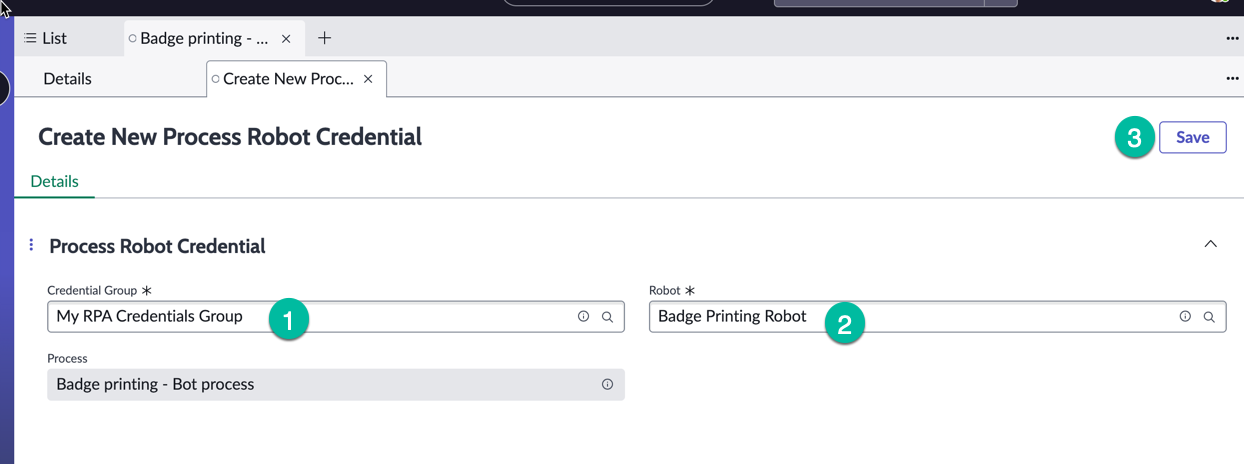 List
Badge printing - ...
Details
Create New Proc...
Create New Process Robot Credential
3
Save
Details
Process Robot Credential
Credential Group *
Robot *
My RPA Credentials Group
1
Badge Printing Robot
2
Process
Badge printing - Bot process